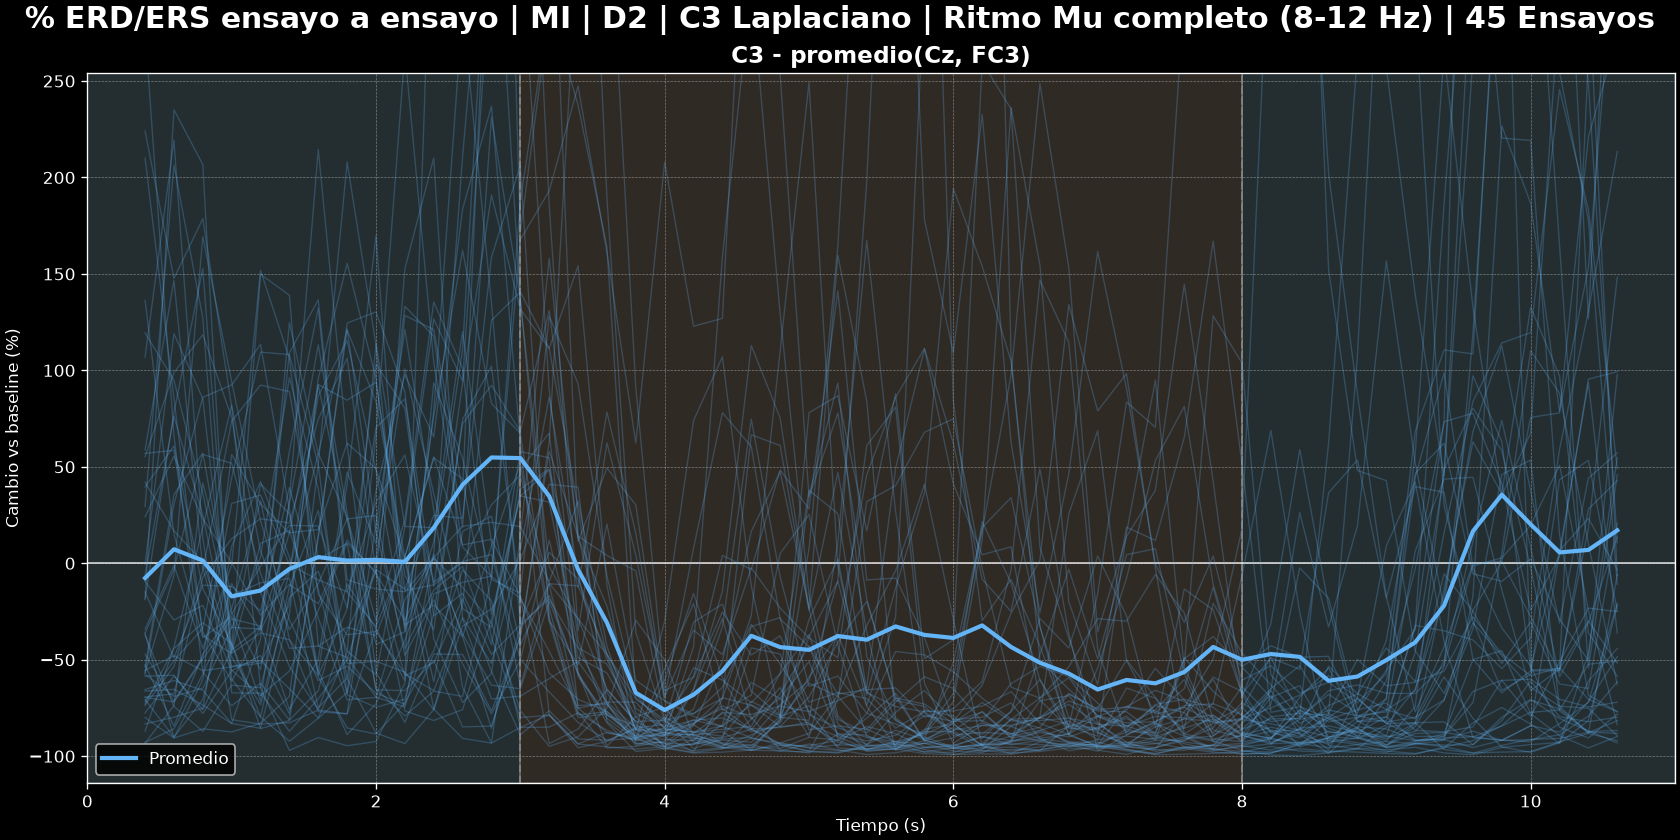 % ERD/ERS ensayo a ensayo | MI | D2 | C3 Laplaciano | Ritmo Mu completo (8-12 Hz) | 45 Ensayos
C3 - promedio(Cz, FC3)
Cambio vs baseline (%)
250
200
150
100
50
0
−50
−100
Promedio
0 2 4 6 8 10
Tiempo (s)